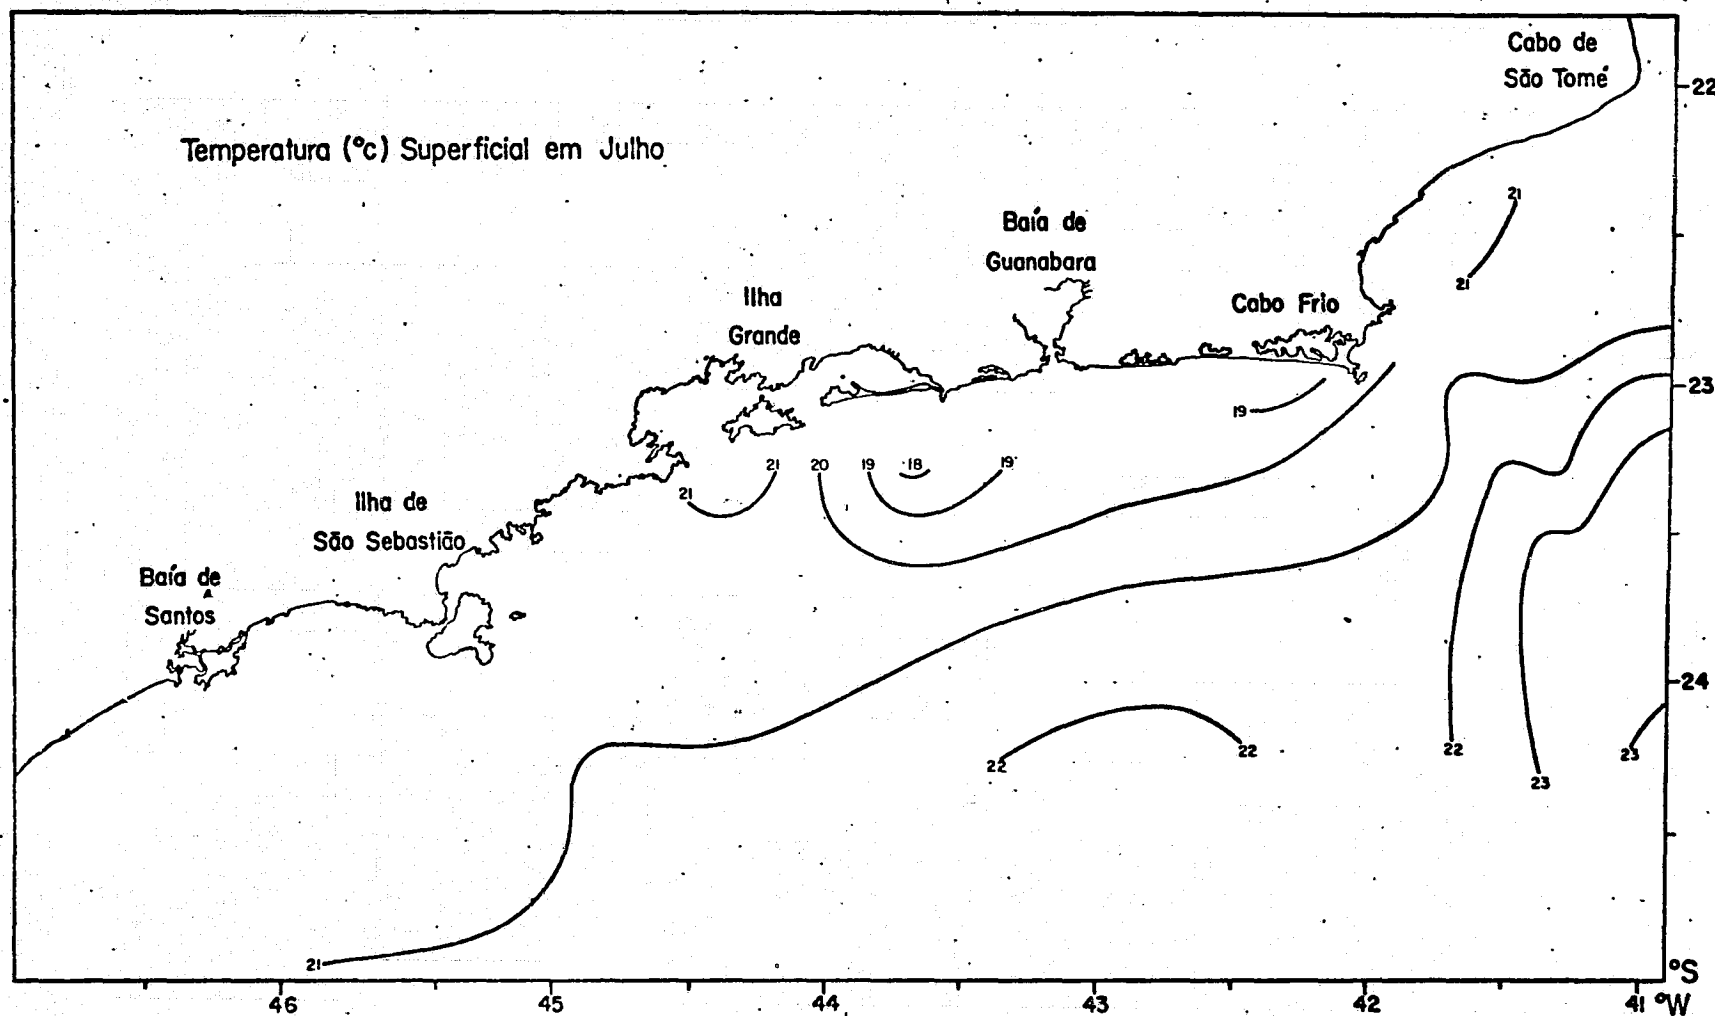 Cabo de
São Tomé
22
Temperatura (°c) Superficial em Julho
21
Baía de
Guanabara
21
Ilha
Grande
Cabo Frio
23
19
21
20
19
18
19
21
Ilha de
São Sebastião
Baía de
Santos
24
22
22
22
23
23
21
°S
46
45
44
43
42
41 °W